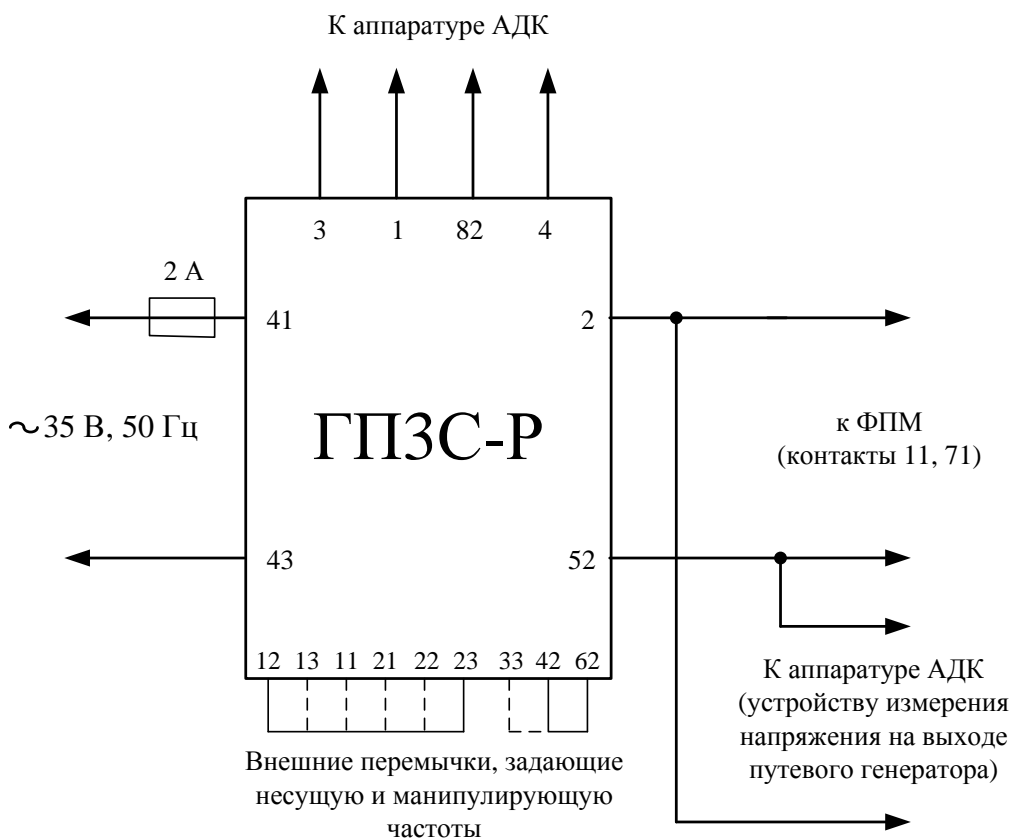 К аппаратуре АДК
3 1 82 4
2 А
41 2
~35 В, 50 Гц
ГП3С-Р
к ФПМ
(контакты 11, 71)
43 52
12 13 11 21 22 23 33 42 62
К аппаратуре АДК
(устройству измерения
напряжения на выходе
путевого генератора)
Внешние перемычки, задающие
несущую и манипулирующую
частоты